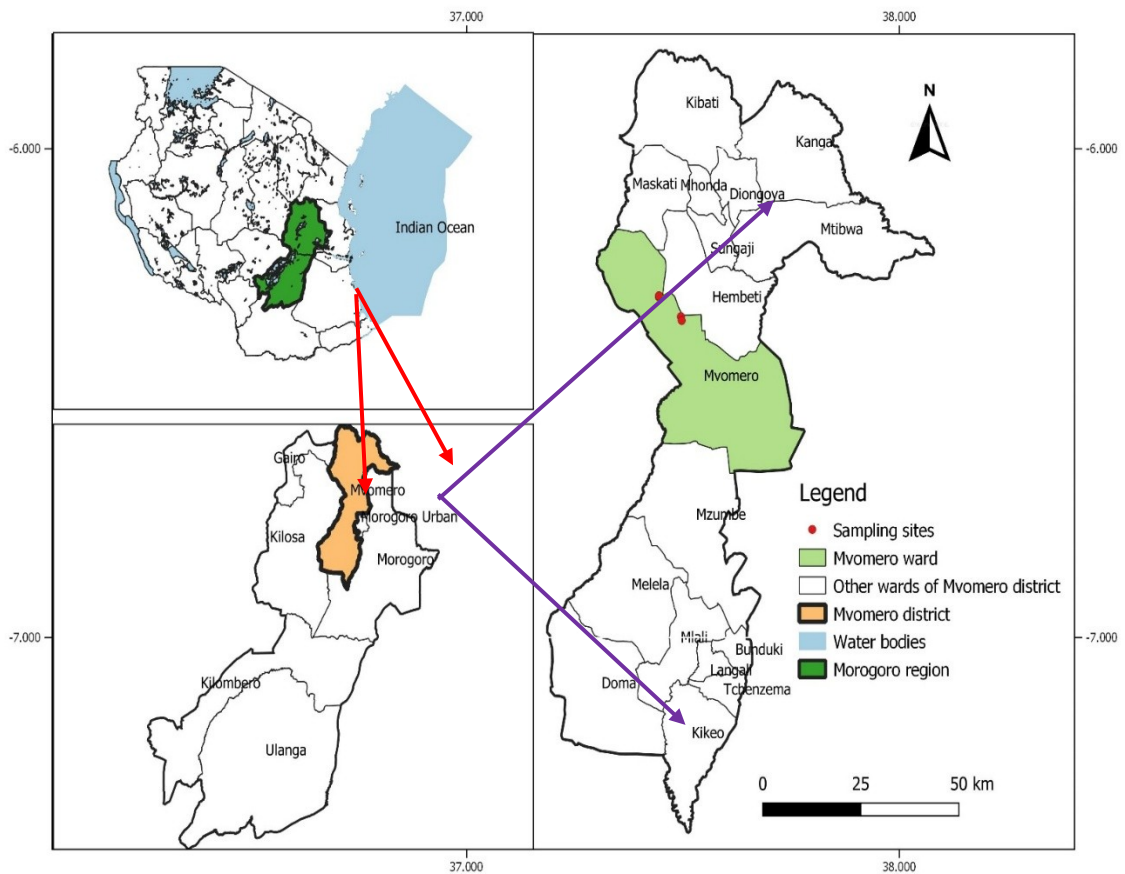 37.000
38.000
-6.000
-6.000
Indian Ocean
Kibati
Kanga
N
Maskati
Mhonda
Diongoya
Mtibwa
Sungaji
Hembeti
Mvomero
Gairo
Mvomero
Morogoro Urban
Kilosa
Morogoro
Kilombero
Ulanga
Mzumbe
Melela
Mlali
Bunduki
Langali
Doma
Tchenzema
Kikeo
Legend
Sampling sites
Mvomero ward
Other wards of Mvomero district
Mvomero district
Water bodies
Morogoro region
-7.000
-7.000
0 25 50 km
37.000
38.000